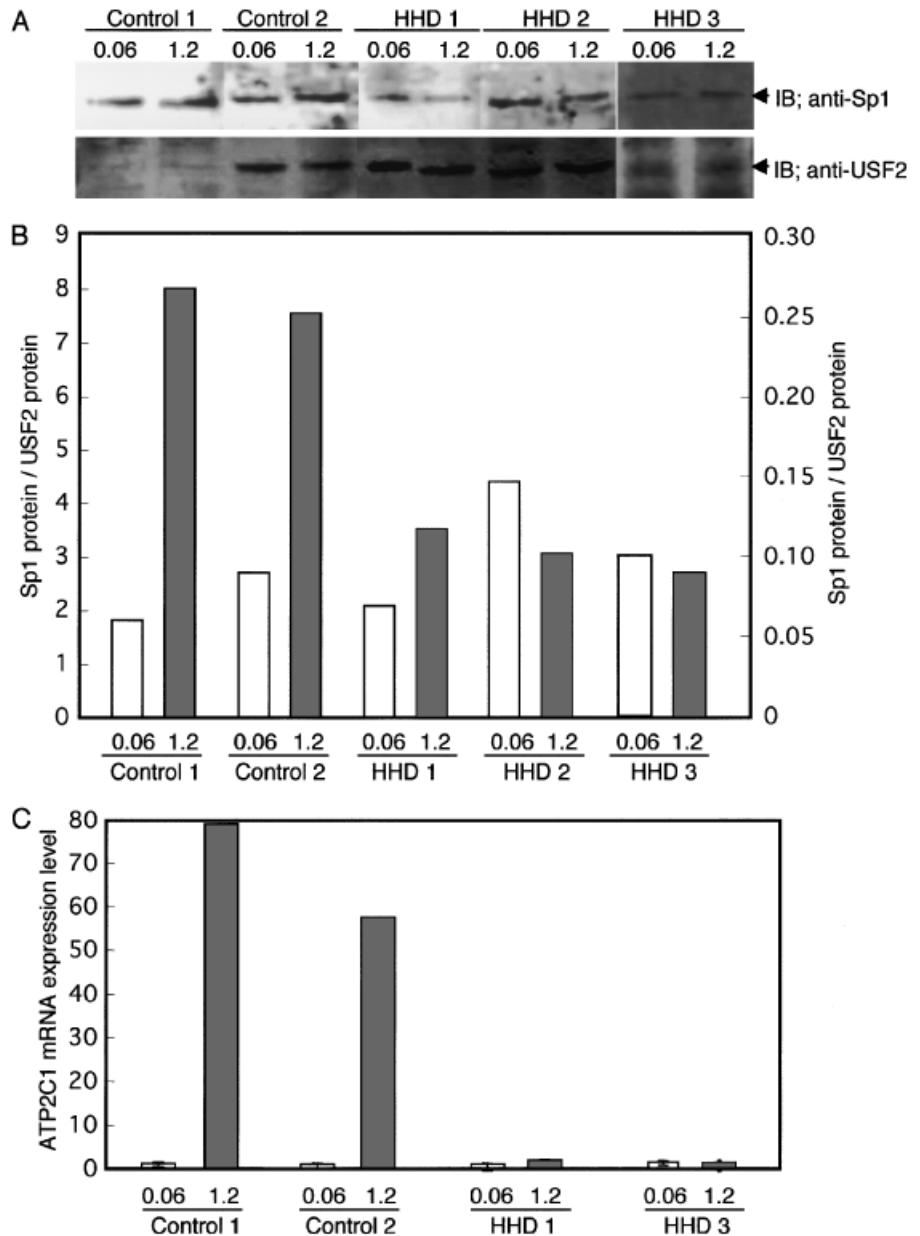 A
Control 1 Control 2 HHD 1 HHD 2 HHD 3
0.06 1.2 0.06 1.2 0.06 1.2 0.06 1.2 0.06 1.2
IB; anti-Sp1
IB; anti-USF2
B
9
8
7
6
5
4
3
2
1
0
Sp1 protein / USF2 protein
0.30
0.25
0.20
0.15
0.10
0.05
0
Sp1 protein / USF2 protein
0.06 1.2 0.06 1.2 0.06 1.2 0.06 1.2 0.06 1.2
Control 1 Control 2 HHD 1 HHD 2 HHD 3
C
80
70
60
50
40
30
20
10
0
ATP2C1 mRNA expression level
0.06 1.2 0.06 1.2 0.06 1.2 0.06 1.2
Control 1 Control 2 HHD 1 HHD 3